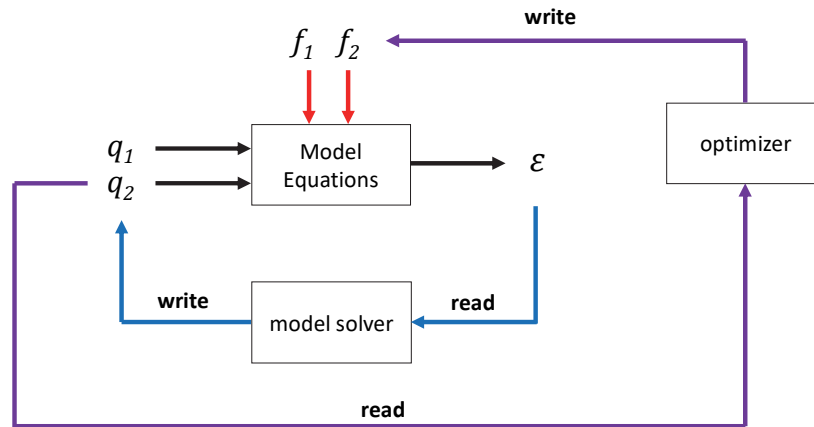 write
f1 f2
optimizer
q1
Model
Equations
ε
q2
write
read
model solver
read